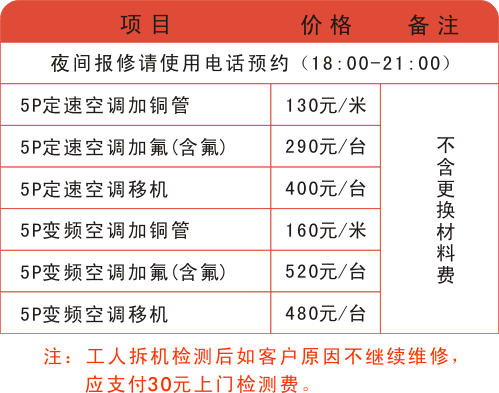 项目 价格 备注
夜间报修请使用电话预约（18:00-21:00）
5P定速空调加铜管 130元/米
5P定速空调加氟(含氟) 290元/台
5P定速空调移机 400元/台
5P变频空调加铜管 160元/米
5P变频空调加氟(含氟) 520元/台
5P变频空调移机 480元/台
不含更换材料费
注：工人拆机检测后如客户原因不继续维修，
应支付30元上门检测费。